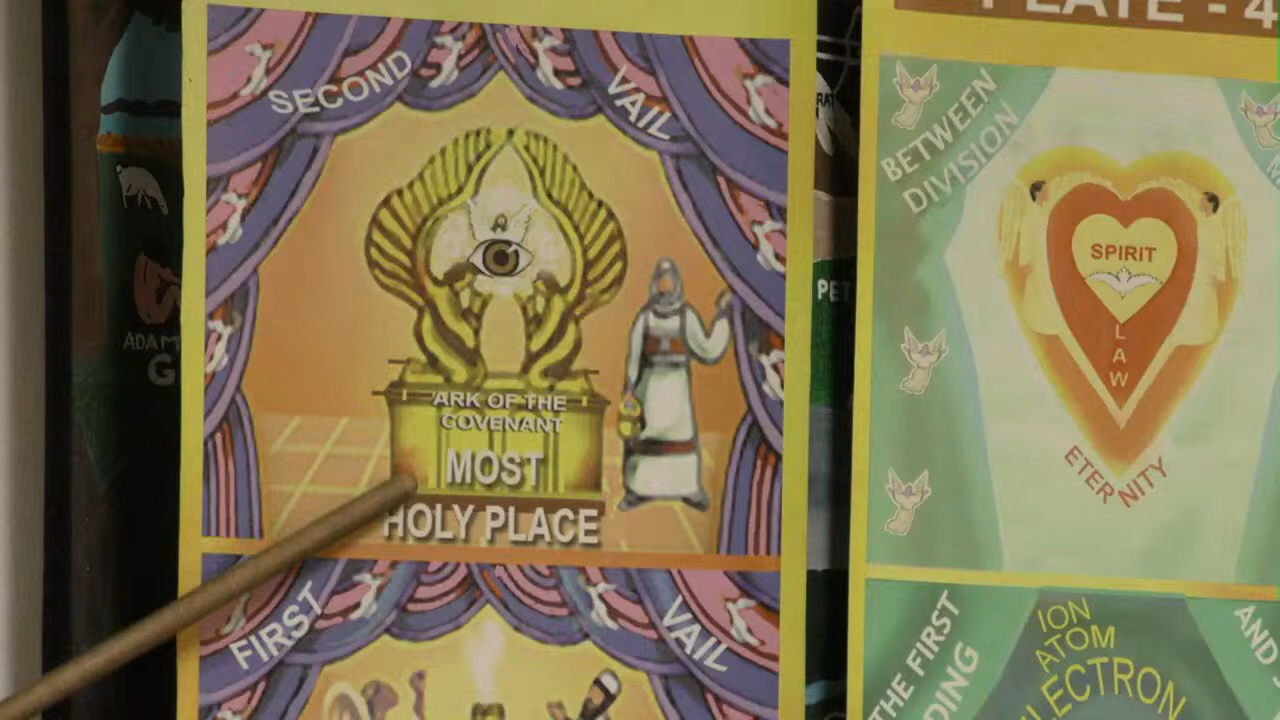 SECOND
VAIL
ARK OF THE
COVENANT
MOST
HOLY PLACE
FIRST
VAIL
PLATE - 4
BETWEEN
DIVISION
SPIRIT
LAW
ETERNITY
THE FIRST
ION
ATOM
AND
ADAM
G
PET